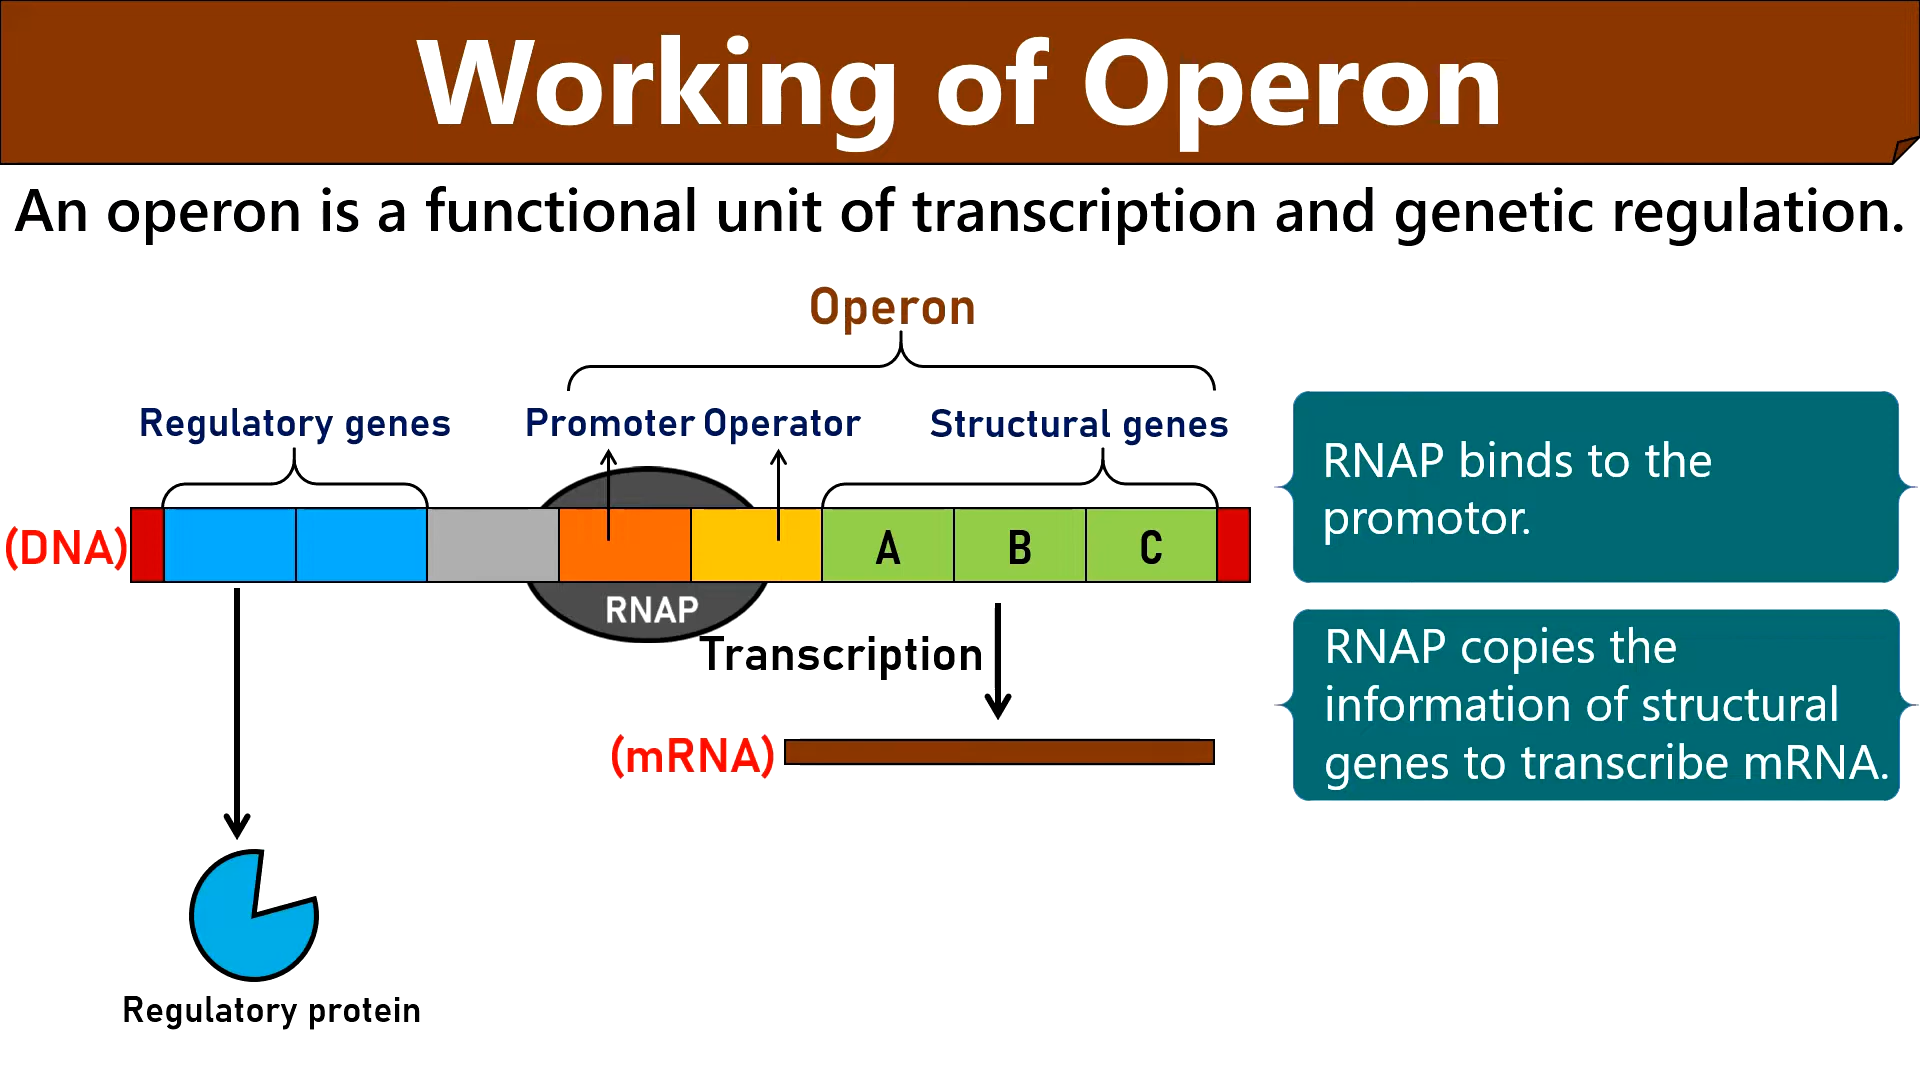 Working of Operon
An operon is a functional unit of transcription and genetic regulation.
Operon
Regulatory genes
Promoter
Operator
Structural genes
(DNA)
A
B
C
RNAP
Transcription
(mRNA)
Regulatory protein
RNAP binds to the
promotor.
RNAP copies the
information of structural
genes to transcribe mRNA.